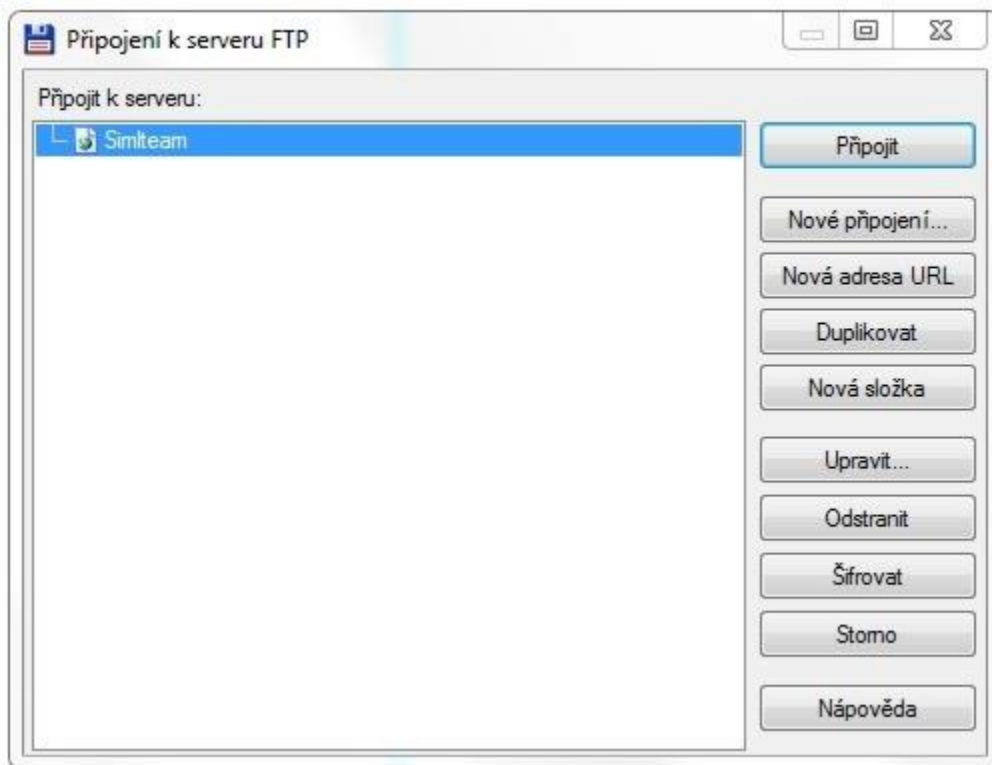 Připojení k serveru FTP
Připojit k serveru:
Simlteam
Připojit
Nové připojení...
Nová adresa URL
Duplikovat
Nová složka
Upravit...
Odstranit
Šifrovat
Storno
Nápověda